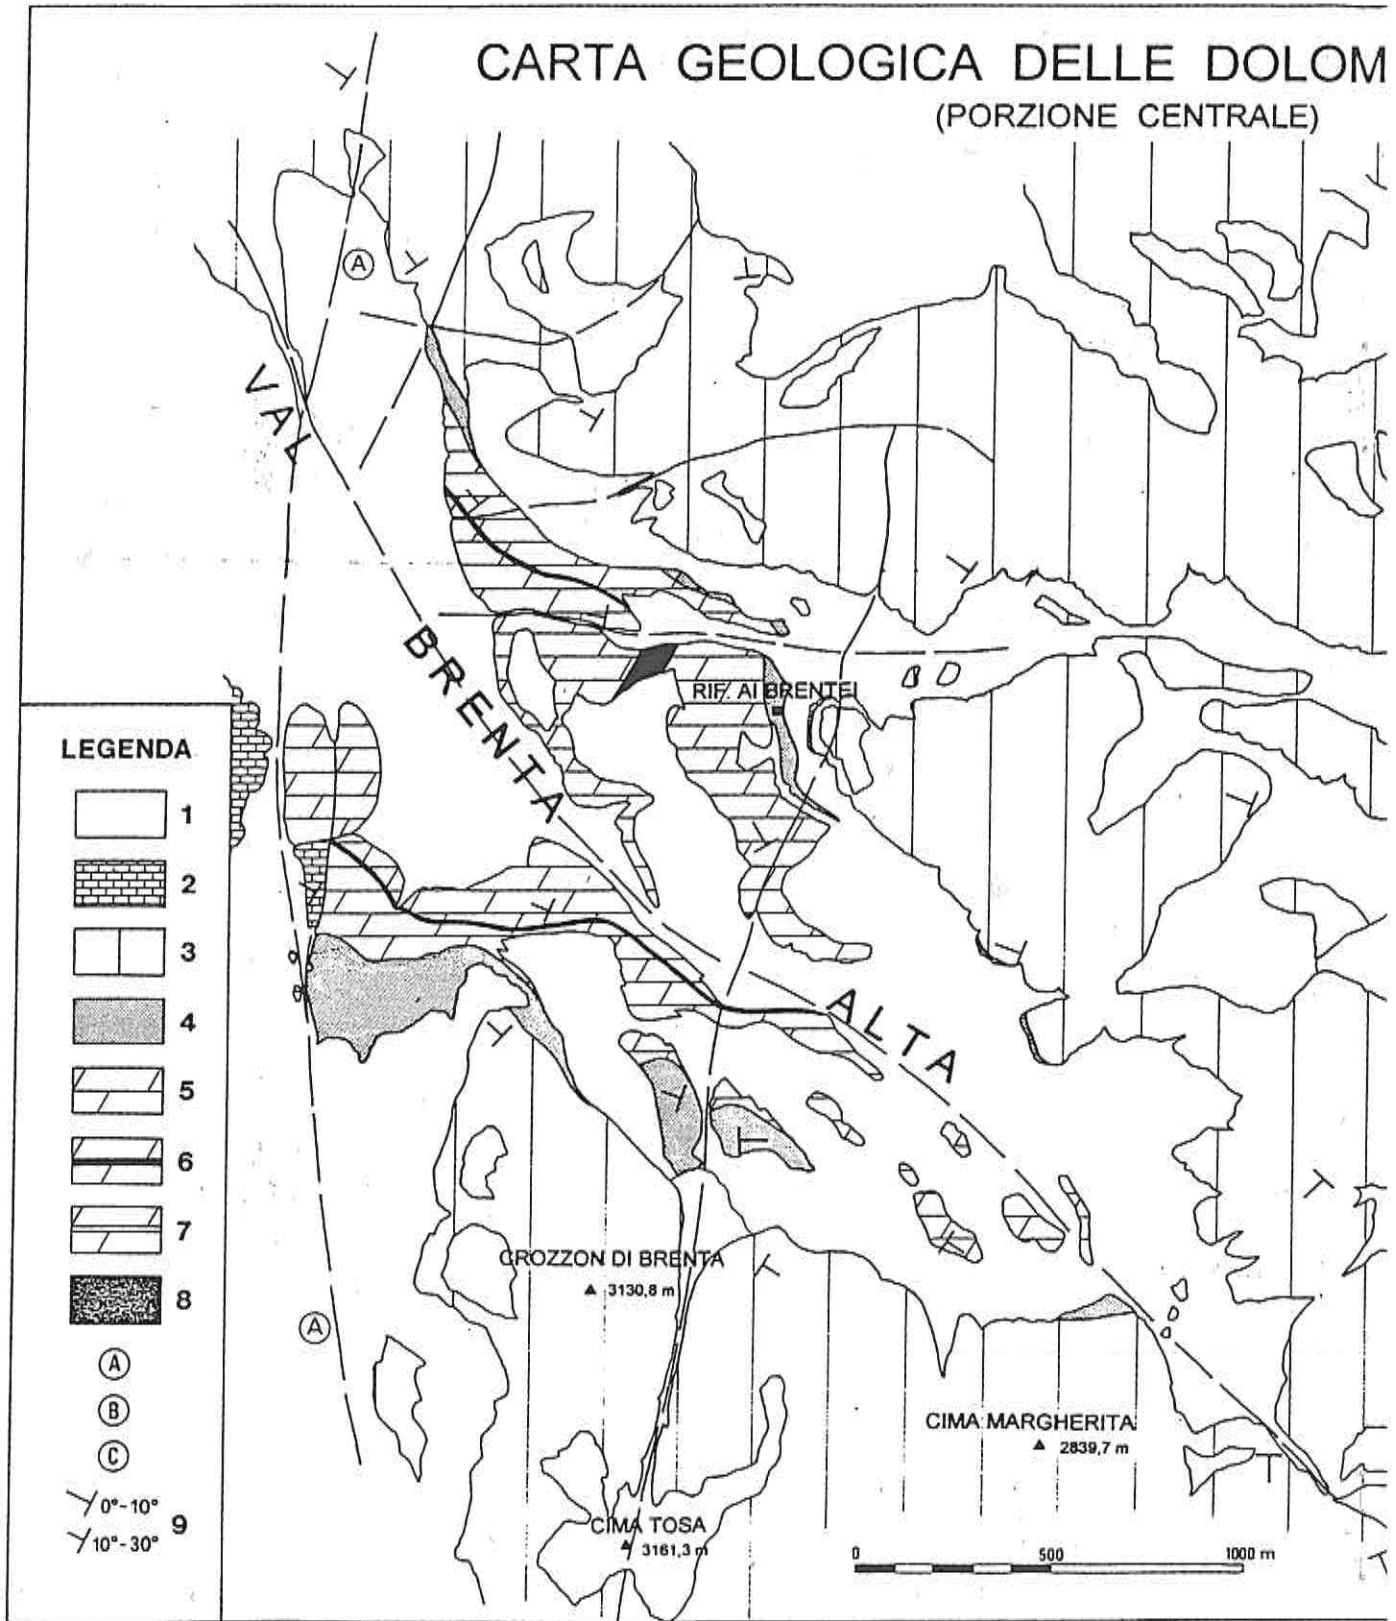 CARTA GEOLOGICA DELLE DOLOM
(PORZIONE CENTRALE)
A
VAL BRENTA ALTA
RIF. AI BRENTEI
LEGENDA
1
2
3
4
5
6
7
8
A
B
C
0°-10°
10°-30°
9
CROZZON DI BRENTA
3130,8 m
A
CIMA MARGHERITA
2839,7 m
CIMA TOSA
3161,3 m
0 500 1000 m